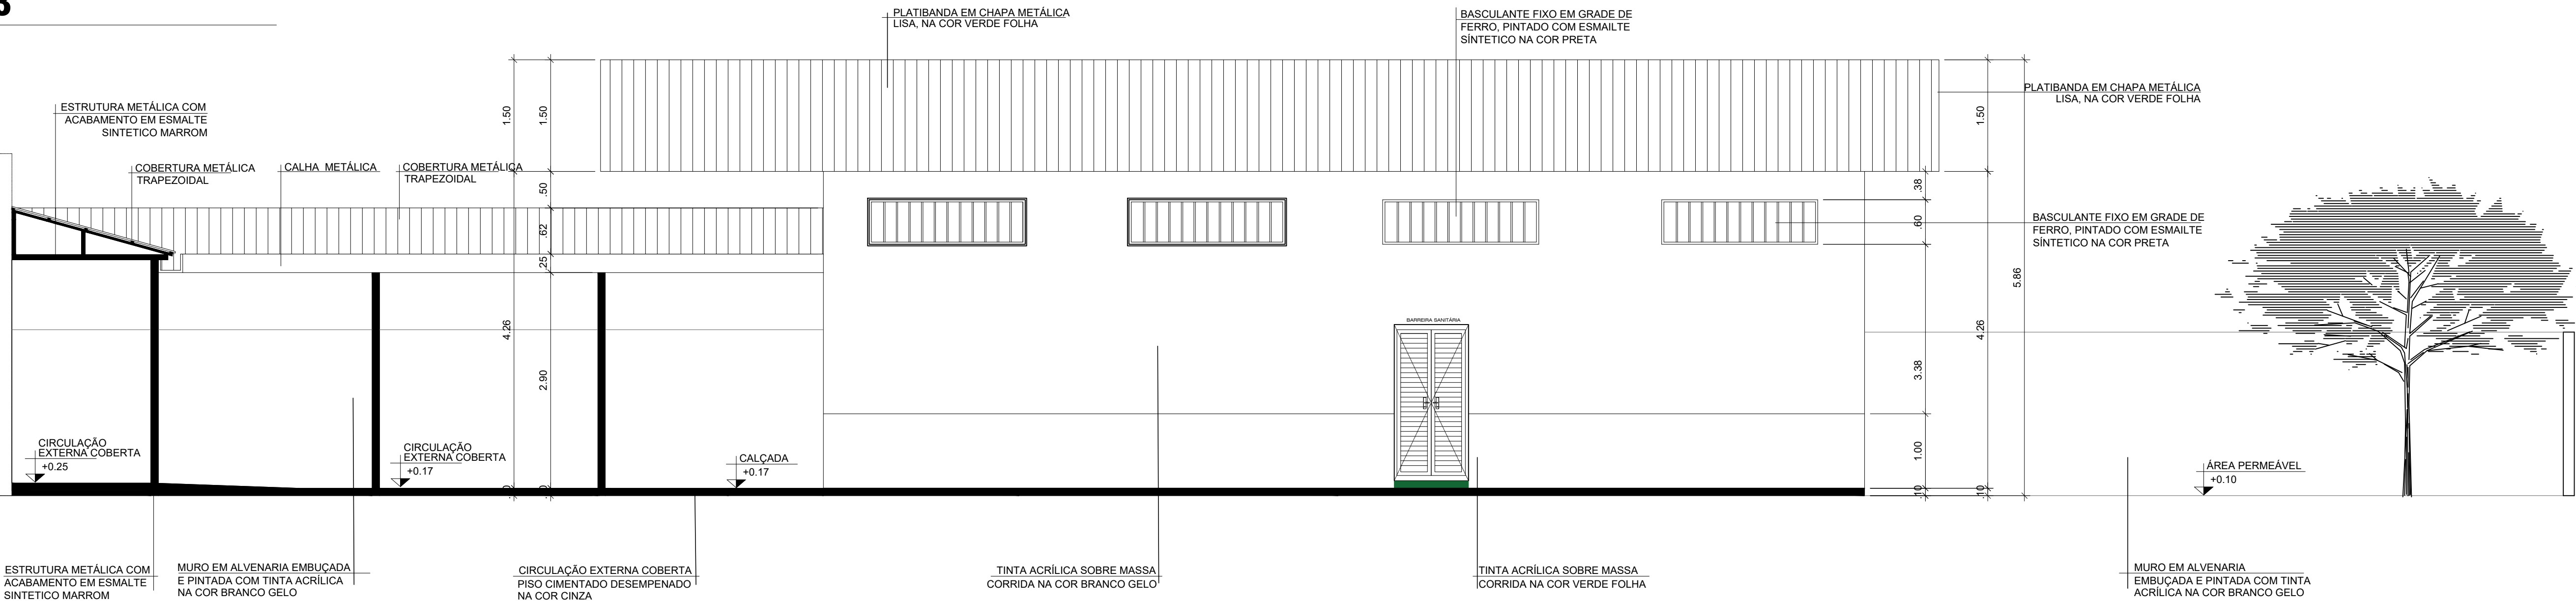 PLATIBANDA EM CHAPA METÁLICA
LISA, NA COR VERDE FOLHA
BASCULANTE FIXO EM GRADE DE
FERRO, PINTADO COM ESMAILTE
SÍNTETICO NA COR PRETA
PLATIBANDA EM CHAPA METÁLICA
LISA, NA COR VERDE FOLHA
ESTRUTURA METÁLICA COM
ACABAMENTO EM ESMALTE
SINTETICO MARROM
COBERTURA METÁLICA
TRAPEZOIDAL
CALHA METÁLICA
COBERTURA METÁLICA
TRAPEZOIDAL
1.50
1.50
.50
.62
.25
4.26
2.90
1.50
.38
.60
3.38
1.00
.10
4.26
.10
5.86
BASCULANTE FIXO EM GRADE DE
FERRO, PINTADO COM ESMAILTE
SÍNTETICO NA COR PRETA
BARREIRA SANITÁRIA
CIRCULAÇÃO
EXTERNA COBERTA
+0.25
CIRCULAÇÃO
EXTERNA COBERTA
+0.17
CALÇADA
+0.17
ÁREA PERMEÁVEL
+0.10
ESTRUTURA METÁLICA COM
ACABAMENTO EM ESMALTE
SINTETICO MARROM
MURO EM ALVENARIA EMBUÇADA
E PINTADA COM TINTA ACRÍLICA
NA COR BRANCO GELO
CIRCULAÇÃO EXTERNA COBERTA
PISO CIMENTADO DESEMPENADO
NA COR CINZA
TINTA ACRÍLICA SOBRE MASSA
CORRIDA NA COR BRANCO GELO
TINTA ACRÍLICA SOBRE MASSA
CORRIDA NA COR VERDE FOLHA
MURO EM ALVENARIA
EMBUÇADA E PINTADA COM TINTA
ACRÍLICA NA COR BRANCO GELO